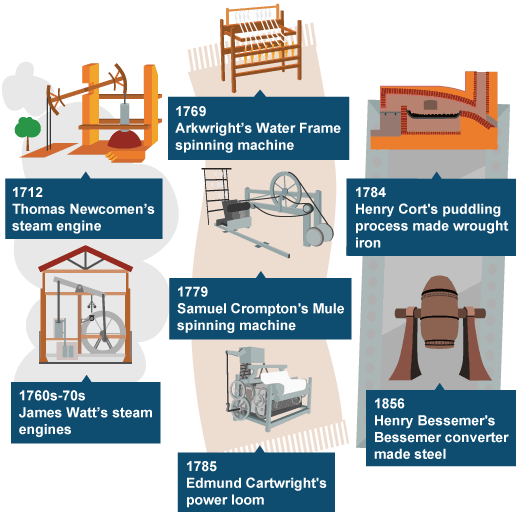 1712
Thomas Newcomen's
steam engine
1760s-70s
James Watt's steam
engines
1769
Arkwright's Water Frame
spinning machine
1779
Samuel Crompton's Mule
spinning machine
1785
Edmund Cartwright's
power loom
1784
Henry Cort's puddling
process made wrought
iron
1856
Henry Bessemer's
Bessemer converter
made steel